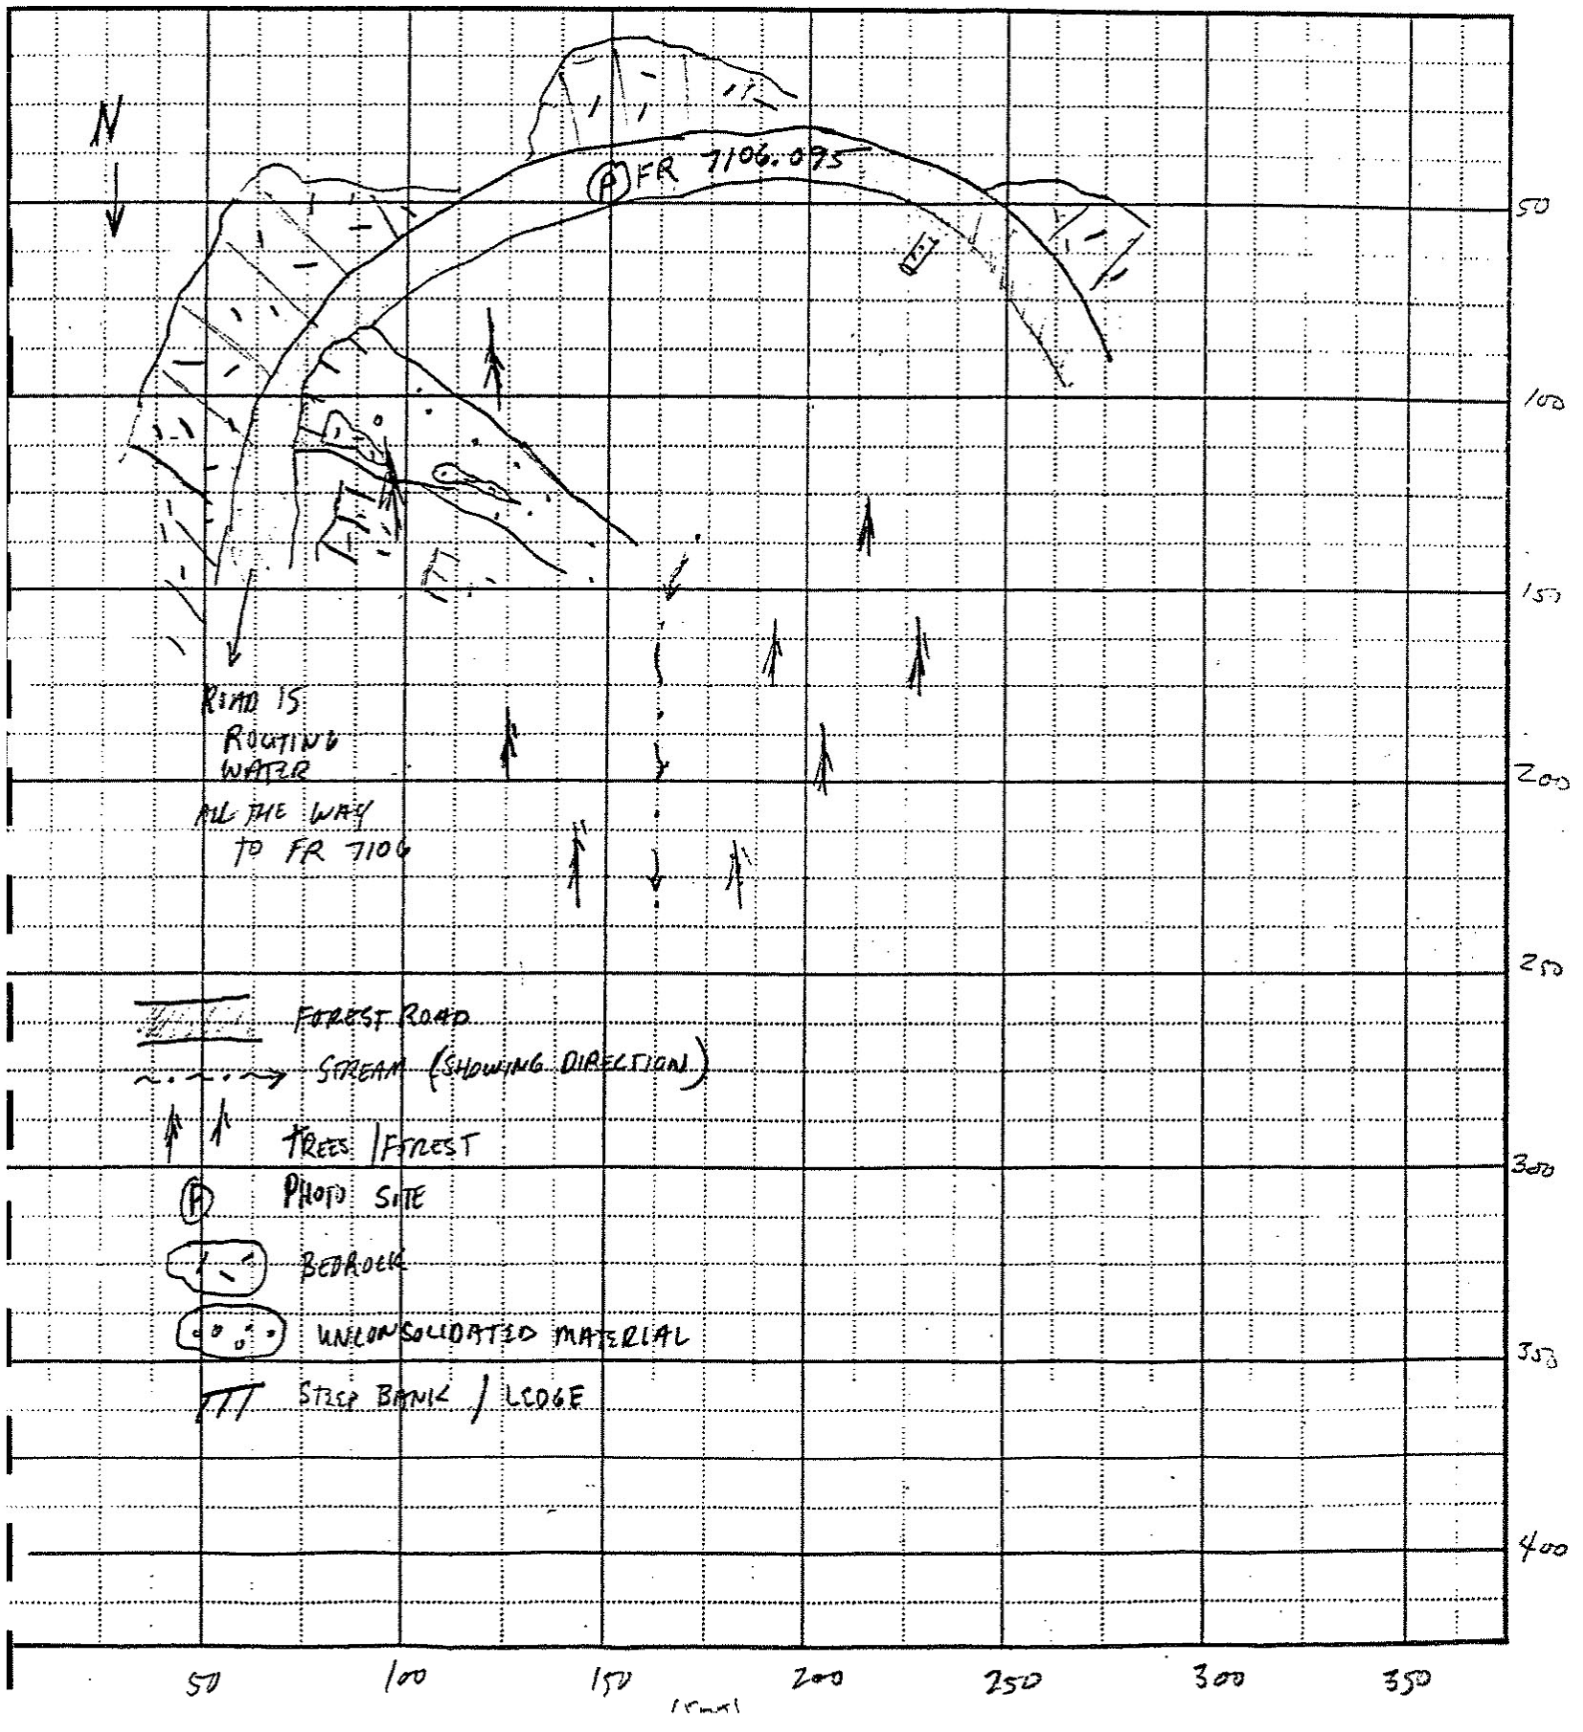 N
P FR 7106.095
50
100
150
ROAD IS
ROUTING
WATER
200
ALL THE WAY
TO FR 7106
250
FOREST ROAD
STREAM (SHOWING DIRECTION)
TREES / FOREST
300
P PHOTO SITE
BEDROCK
UNCONSOLIDATED MATERIAL
350
STEEP BANK / LEDGE
400
50 100 150 200 250 300 350